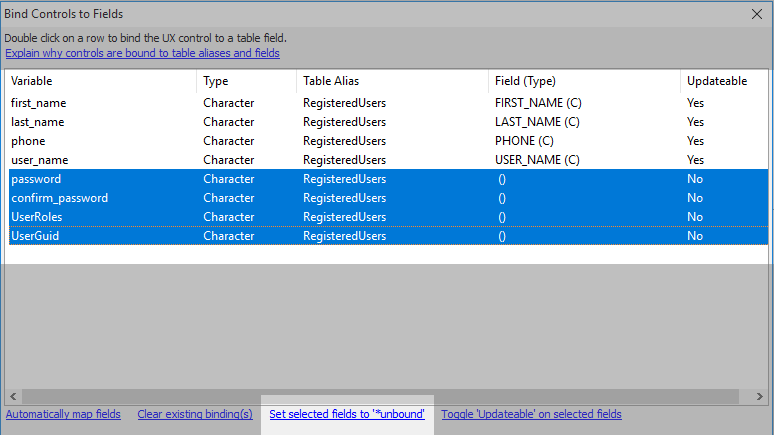 Bind Controls to Fields
Double click on a row to bind the UX control to a table field.
Explain why controls are bound to table aliases and fields
Variable Type Table Alias Field (Type) Updateable
first_name Character RegisteredUsers FIRST_NAME (C) Yes
last_name Character RegisteredUsers LAST_NAME (C) Yes
phone Character RegisteredUsers PHONE (C) Yes
user_name Character RegisteredUsers USER_NAME (C) Yes
password Character RegisteredUsers () No
confirm_password Character RegisteredUsers () No
UserRoles Character RegisteredUsers () No
UserGuid Character RegisteredUsers () No
Automatically map fields Clear existing binding(s) Set selected fields to '*unbound' Toggle 'Updateable' on selected fields